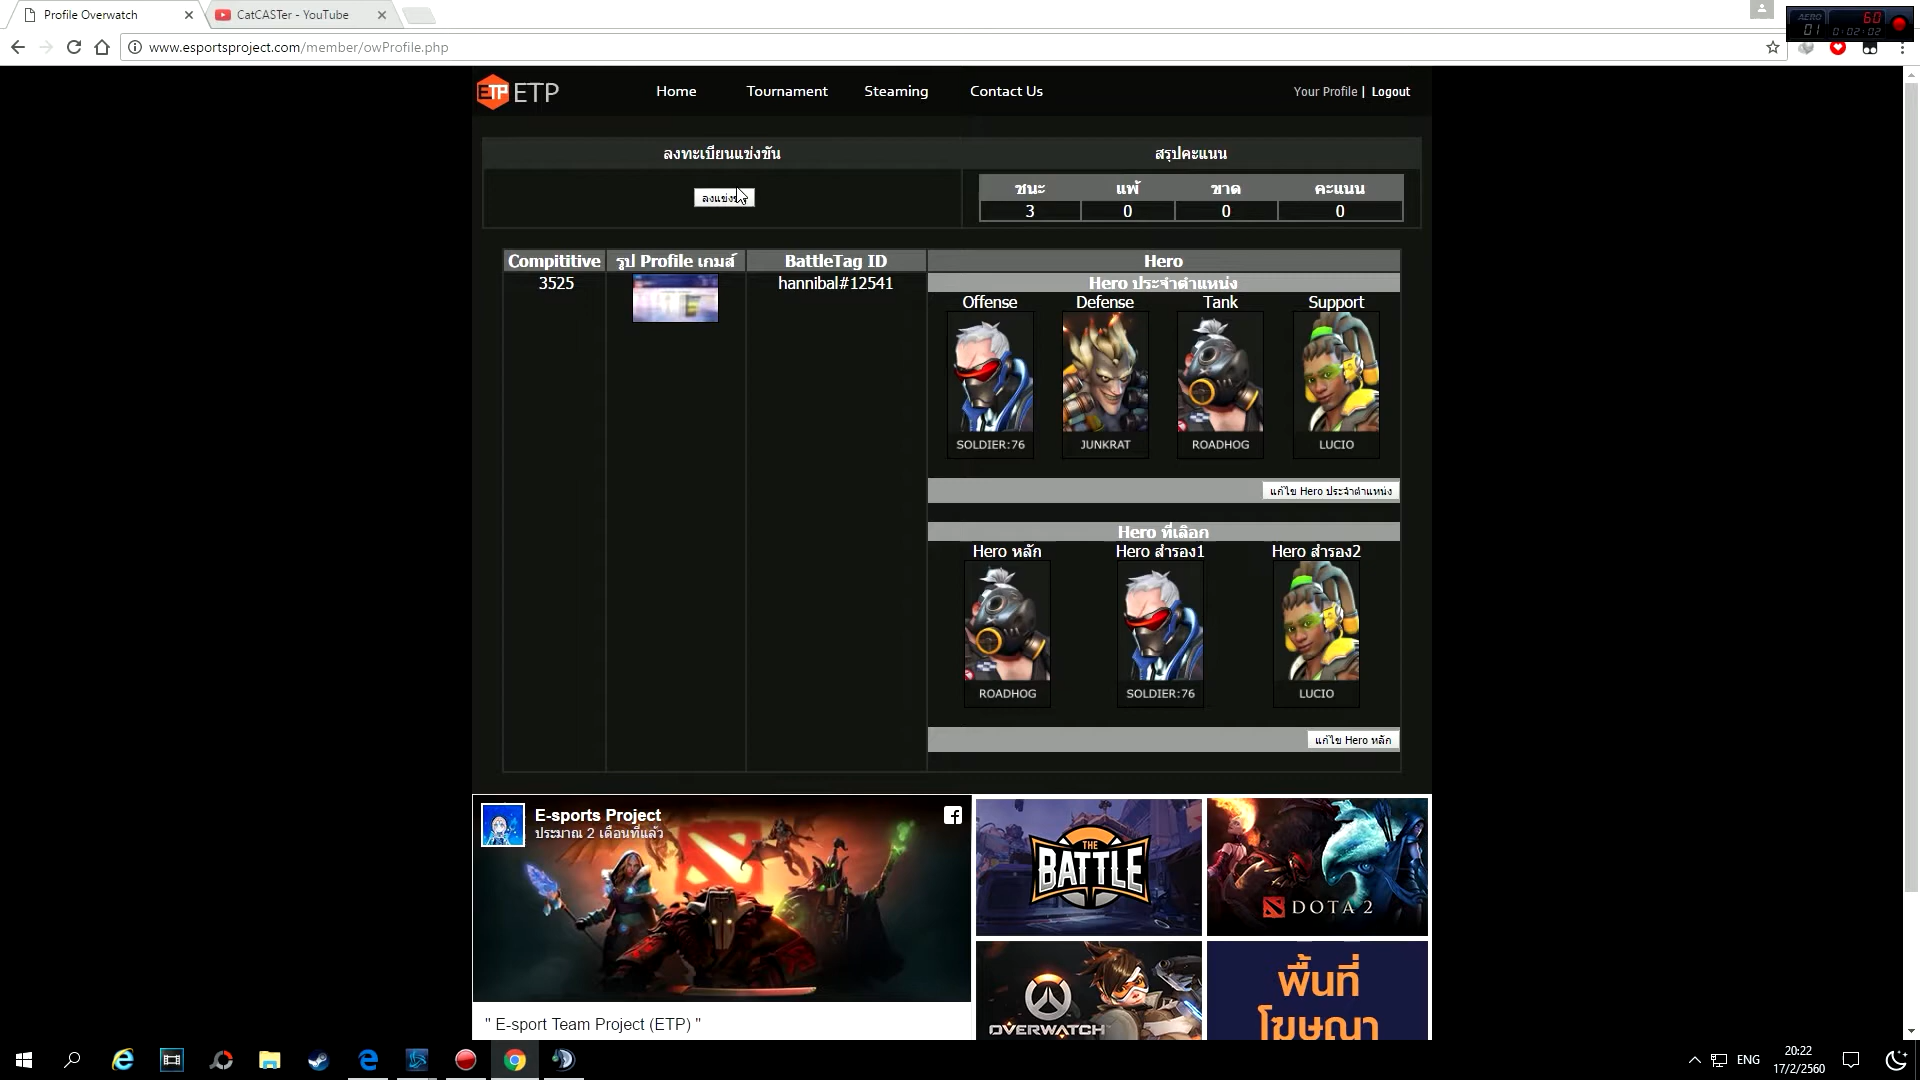 Profile Overwatch
CatCASTer - YouTube
AERO 60
01 0:02:02
www.esportsproject.com/member/owProfile.php
ETP ETP
Home Tournament Steaming Contact Us
Your Profile | Logout
ลงทะเบียนแข่งขัน
สรุปคะแนน
ชนะ แพ้ ขาด คะแนน
3 0 0 0
Compititive รูป Profile เกมส์ BattleTag ID Hero
3525 hannibal#12541
Hero ประจำตำแหน่ง
Offense Defense Tank Support
SOLDIER:76 JUNKRAT ROADHOG LUCIO
แก้ไข Hero ประจำตำแหน่ง
Hero ที่เลือก
Hero หลัก Hero สำรอง1 Hero สำรอง2
ROADHOG SOLDIER:76 LUCIO
แก้ไข Hero หลัก
E-sports Project
ประมาณ 2 เดือนที่แล้ว
" E-sport Team Project (ETP) "
THE
BATTLE
DOTA 2
OVERWATCH
พื้นที่
โฆษณา
ENG
20:22
17/2/2560